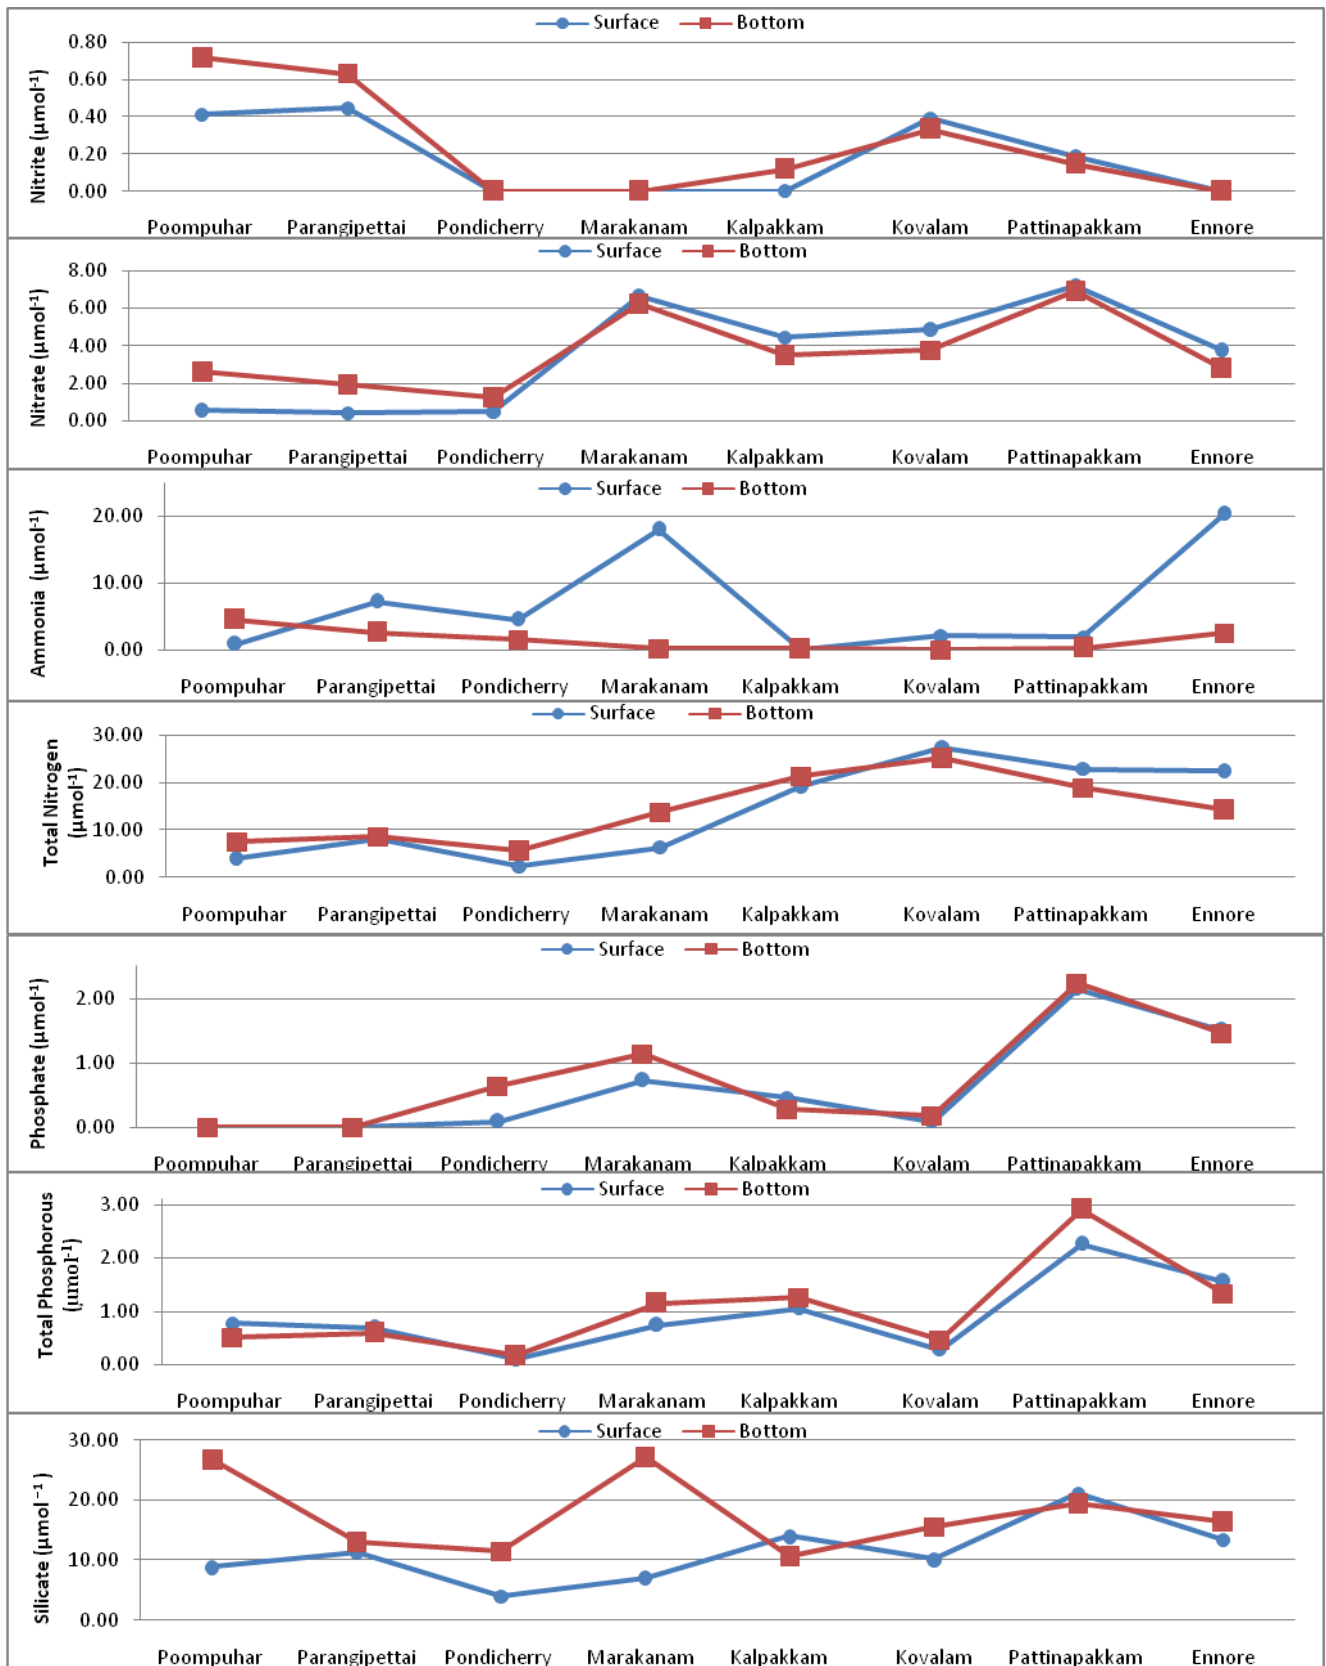 Surface Bottom
0.80
0.60
0.40
0.20
0.00
Nitrite (µmol-1)
Poompuhar Parangipettai Pondicherry Marakanam Kalpakkam Kovalam Pattinapakkam Ennore
Surface Bottom
8.00
6.00
4.00
2.00
0.00
Nitrate (µmol-1)
Poompuhar Parangipettai Pondicherry Marakanam Kalpakkam Kovalam Pattinapakkam Ennore
Surface Bottom
20.00
10.00
0.00
Ammonia (µmol-1)
Poompuhar Parangipettai Pondicherry Marakanam Kalpakkam Kovalam Pattinapakkam Ennore
Surface Bottom
30.00
20.00
10.00
0.00
Total Nitrogen
(µmol-1)
Poompuhar Parangipettai Pondicherry Marakanam Kalpakkam Kovalam Pattinapakkam Ennore
Surface Bottom
2.00
1.00
0.00
Phosphate (µmol-1)
Poompuhar Parangipettai Pondicherry Marakanam Kalpakkam Kovalam Pattinapakkam Ennore
Surface Bottom
3.00
2.00
1.00
0.00
Total Phosphorous
(µmol-1)
Poompuhar Parangipettai Pondicherry Marakanam Kalpakkam Kovalam Pattinapakkam Ennore
Surface Bottom
30.00
20.00
10.00
0.00
Silicate (µmol-1)
Poompuhar Parangipettai Pondicherry Marakanam Kalpakkam Kovalam Pattinapakkam Ennore